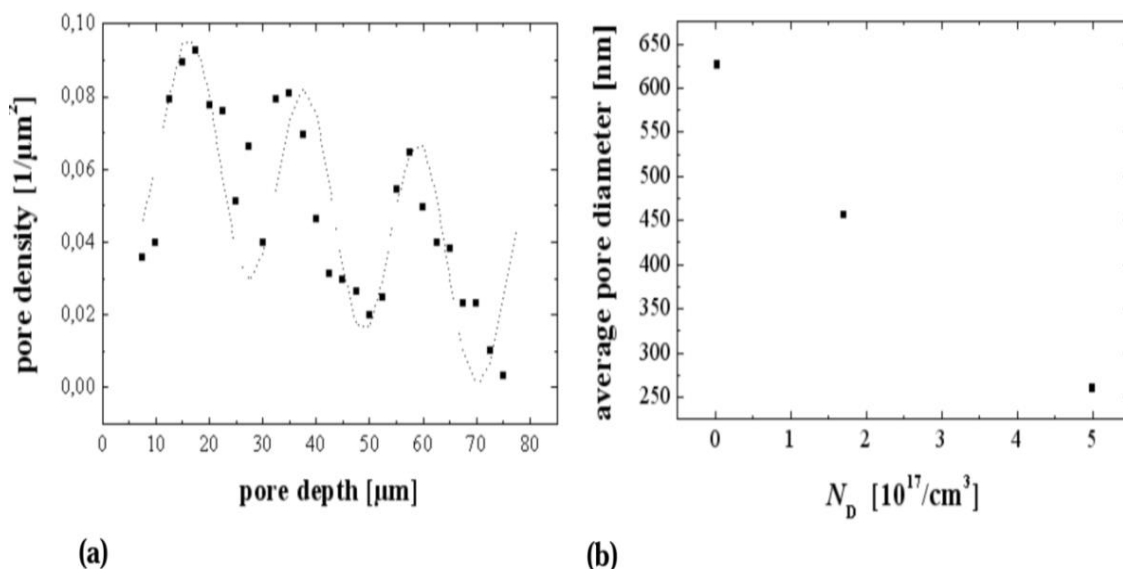 pore density [1/µm²]
0,10
0,08
0,06
0,04
0,02
0,00
0 10 20 30 40 50 60 70 80
pore depth [µm]
(a)
average pore diameter [nm]
650
600
550
500
450
400
350
300
250
0 1 2 3 4 5
N_D [10^17/cm^3]
(b)